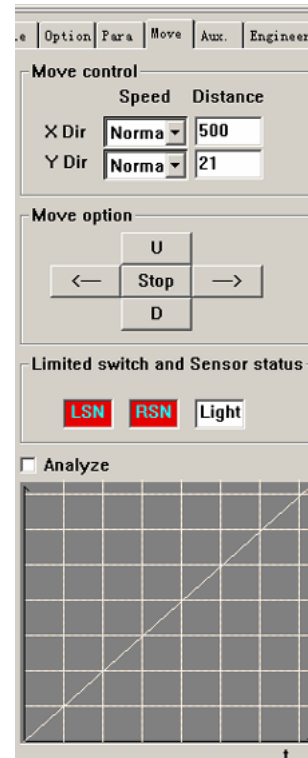 .e Option Para Move Aux. Engineer
Move control
Speed Distance
X Dir Norma 500
Y Dir Norma 21
Move option
U
<— Stop —>
D
Limited switch and Sensor status
LSN RSN Light
Analyze
t